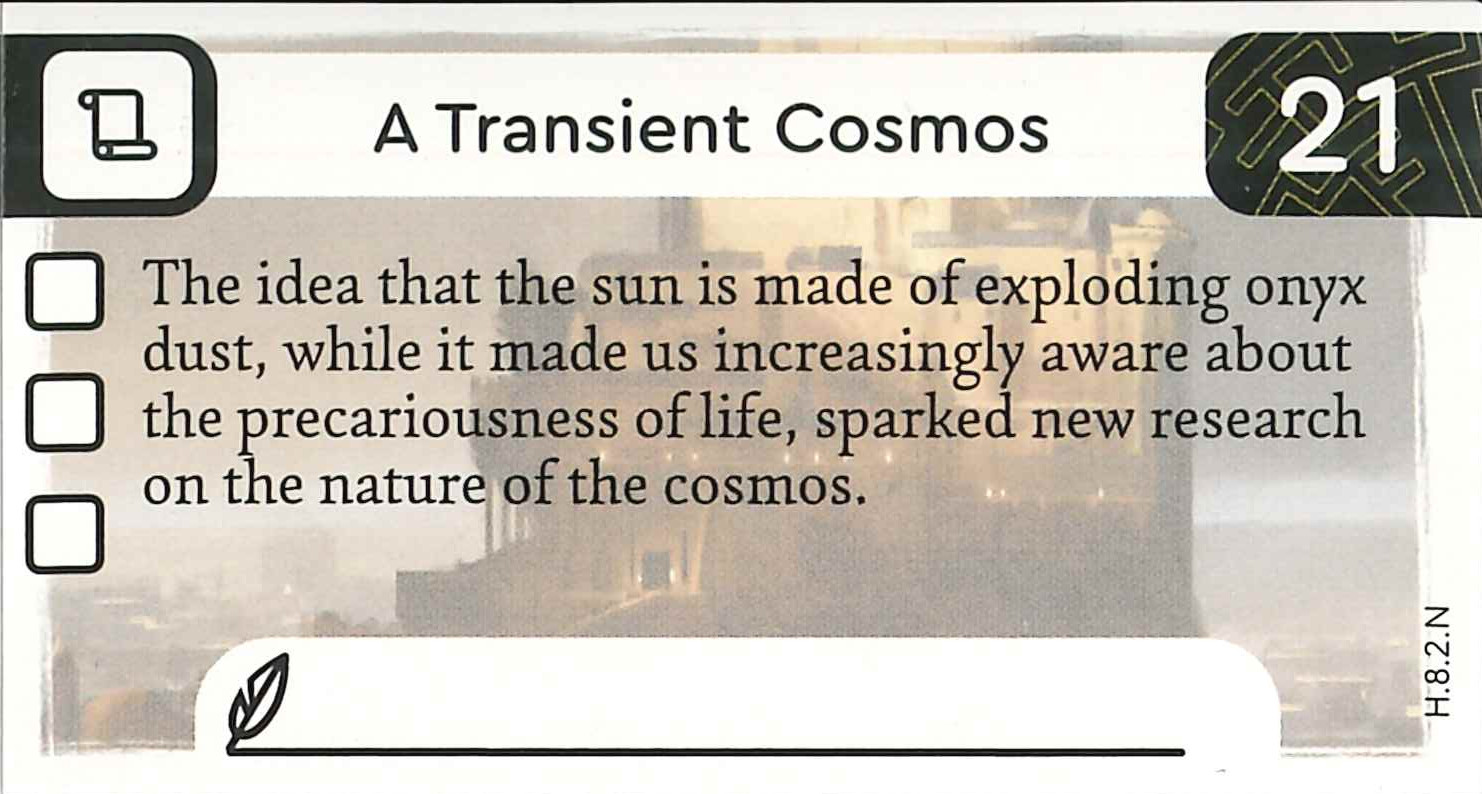 A Transient Cosmos
21
The idea that the sun is made of exploding onyx
dust, while it made us increasingly aware about
the precariousness of life, sparked new research
on the nature of the cosmos.
H.8.2.N